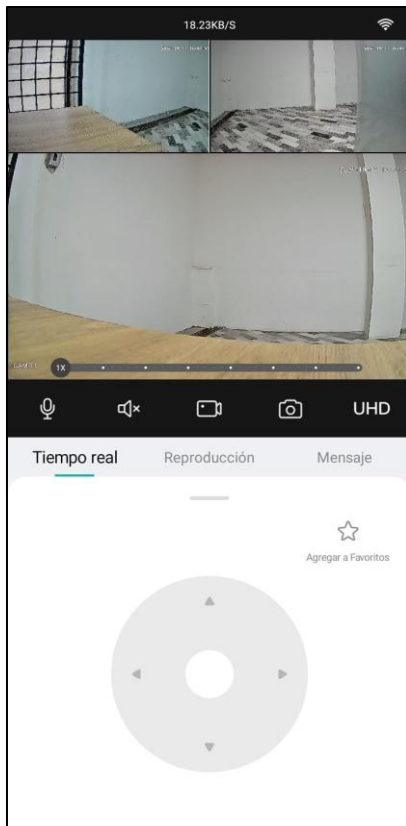 18.23KB/S
1X
UHD
Tiempo real
Reproducción
Mensaje
Agregar a Favoritos